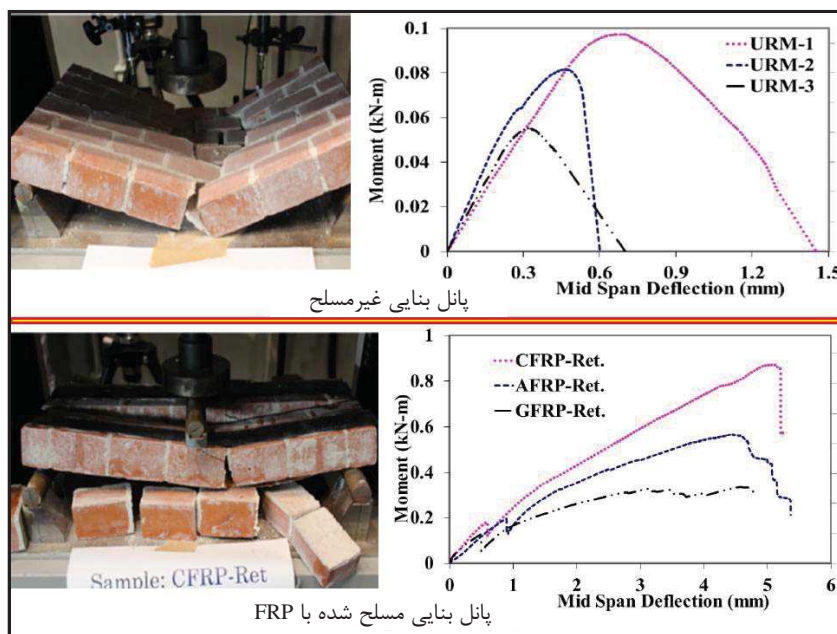 0.1
0.08
0.06
0.04
0.02
0
Moment (kN-m)
URM-1
URM-2
URM-3
0 0.3 0.6 0.9 1.2 1.5
Mid Span Deflection (mm)
پانل بنایی غیرمسلح
1
0.8
0.6
0.4
0.2
0
Moment (kN-m)
CFRP-Ret.
AFRP-Ret.
GFRP-Ret.
0 1 2 3 4 5 6
Mid Span Deflection (mm)
Sample: CFRP-Ret
پانل بنایی مسلح شده با FRP